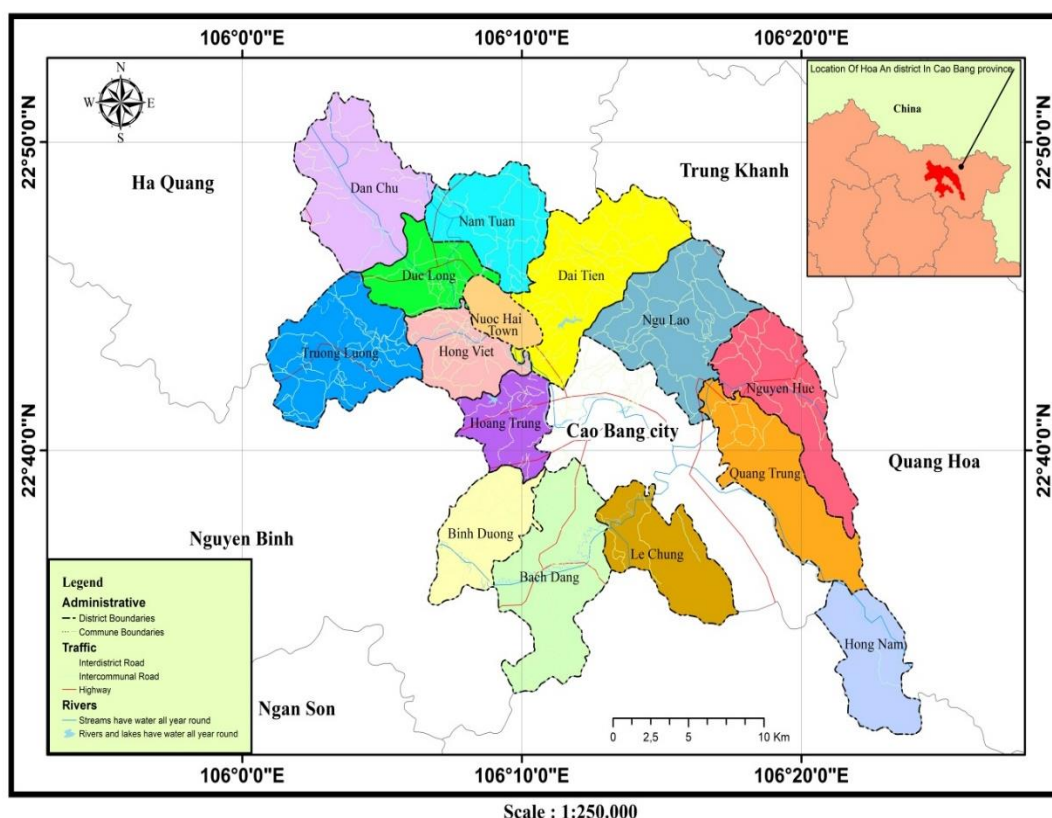 106°0'0"E 106°10'0"E 106°20'0"E
22°50'0"N
22°40'0"N
N
W E
S
Location Of Hoa An district In Cao Bang province
China
22°50'0"N
22°40'0"N
Ha Quang
Trung Khanh
Dan Chu
Nam Tuan
Duc Long
Dai Tien
Nuoc Hai
Town
Ngu Lao
Truong Luong
Hong Viet
Nguyen Hue
Hoang Trung
Cao Bang city
Quang Trung
Quang Hoa
Nguyen Binh
Binh Duong
Bach Dang
Le Chung
Hong Nam
Ngan Son
Legend
Administrative
District Boundaries
Commune Boundaries
Traffic
Interdistrict Road
Intercommunal Road
Highway
Rivers
Streams have water all year round
Rivers and lakes have water all year round
0 2,5 5 10 Km
106°0'0"E 106°10'0"E 106°20'0"E
Scale : 1:250.000